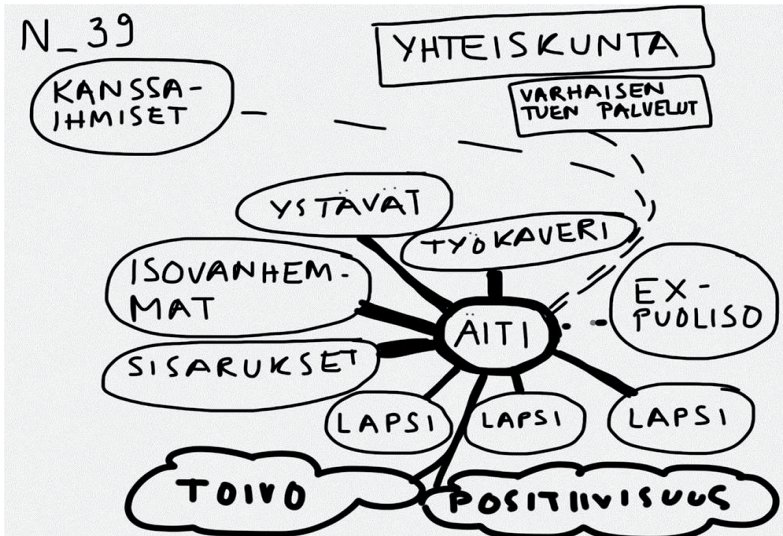 N_39
YHTEISKUNTA
KANSSA-
IHMISET
VARHAISEN
TUEN PALVELUT
YSTÄVÄT
TYÖKAVERI
ISOVANHEM-
MAT
ÄITI
EX-
PUOLISO
SISARUKSET
LAPSI
LAPSI
LAPSI
TOIVO
POSITIIVISUUS